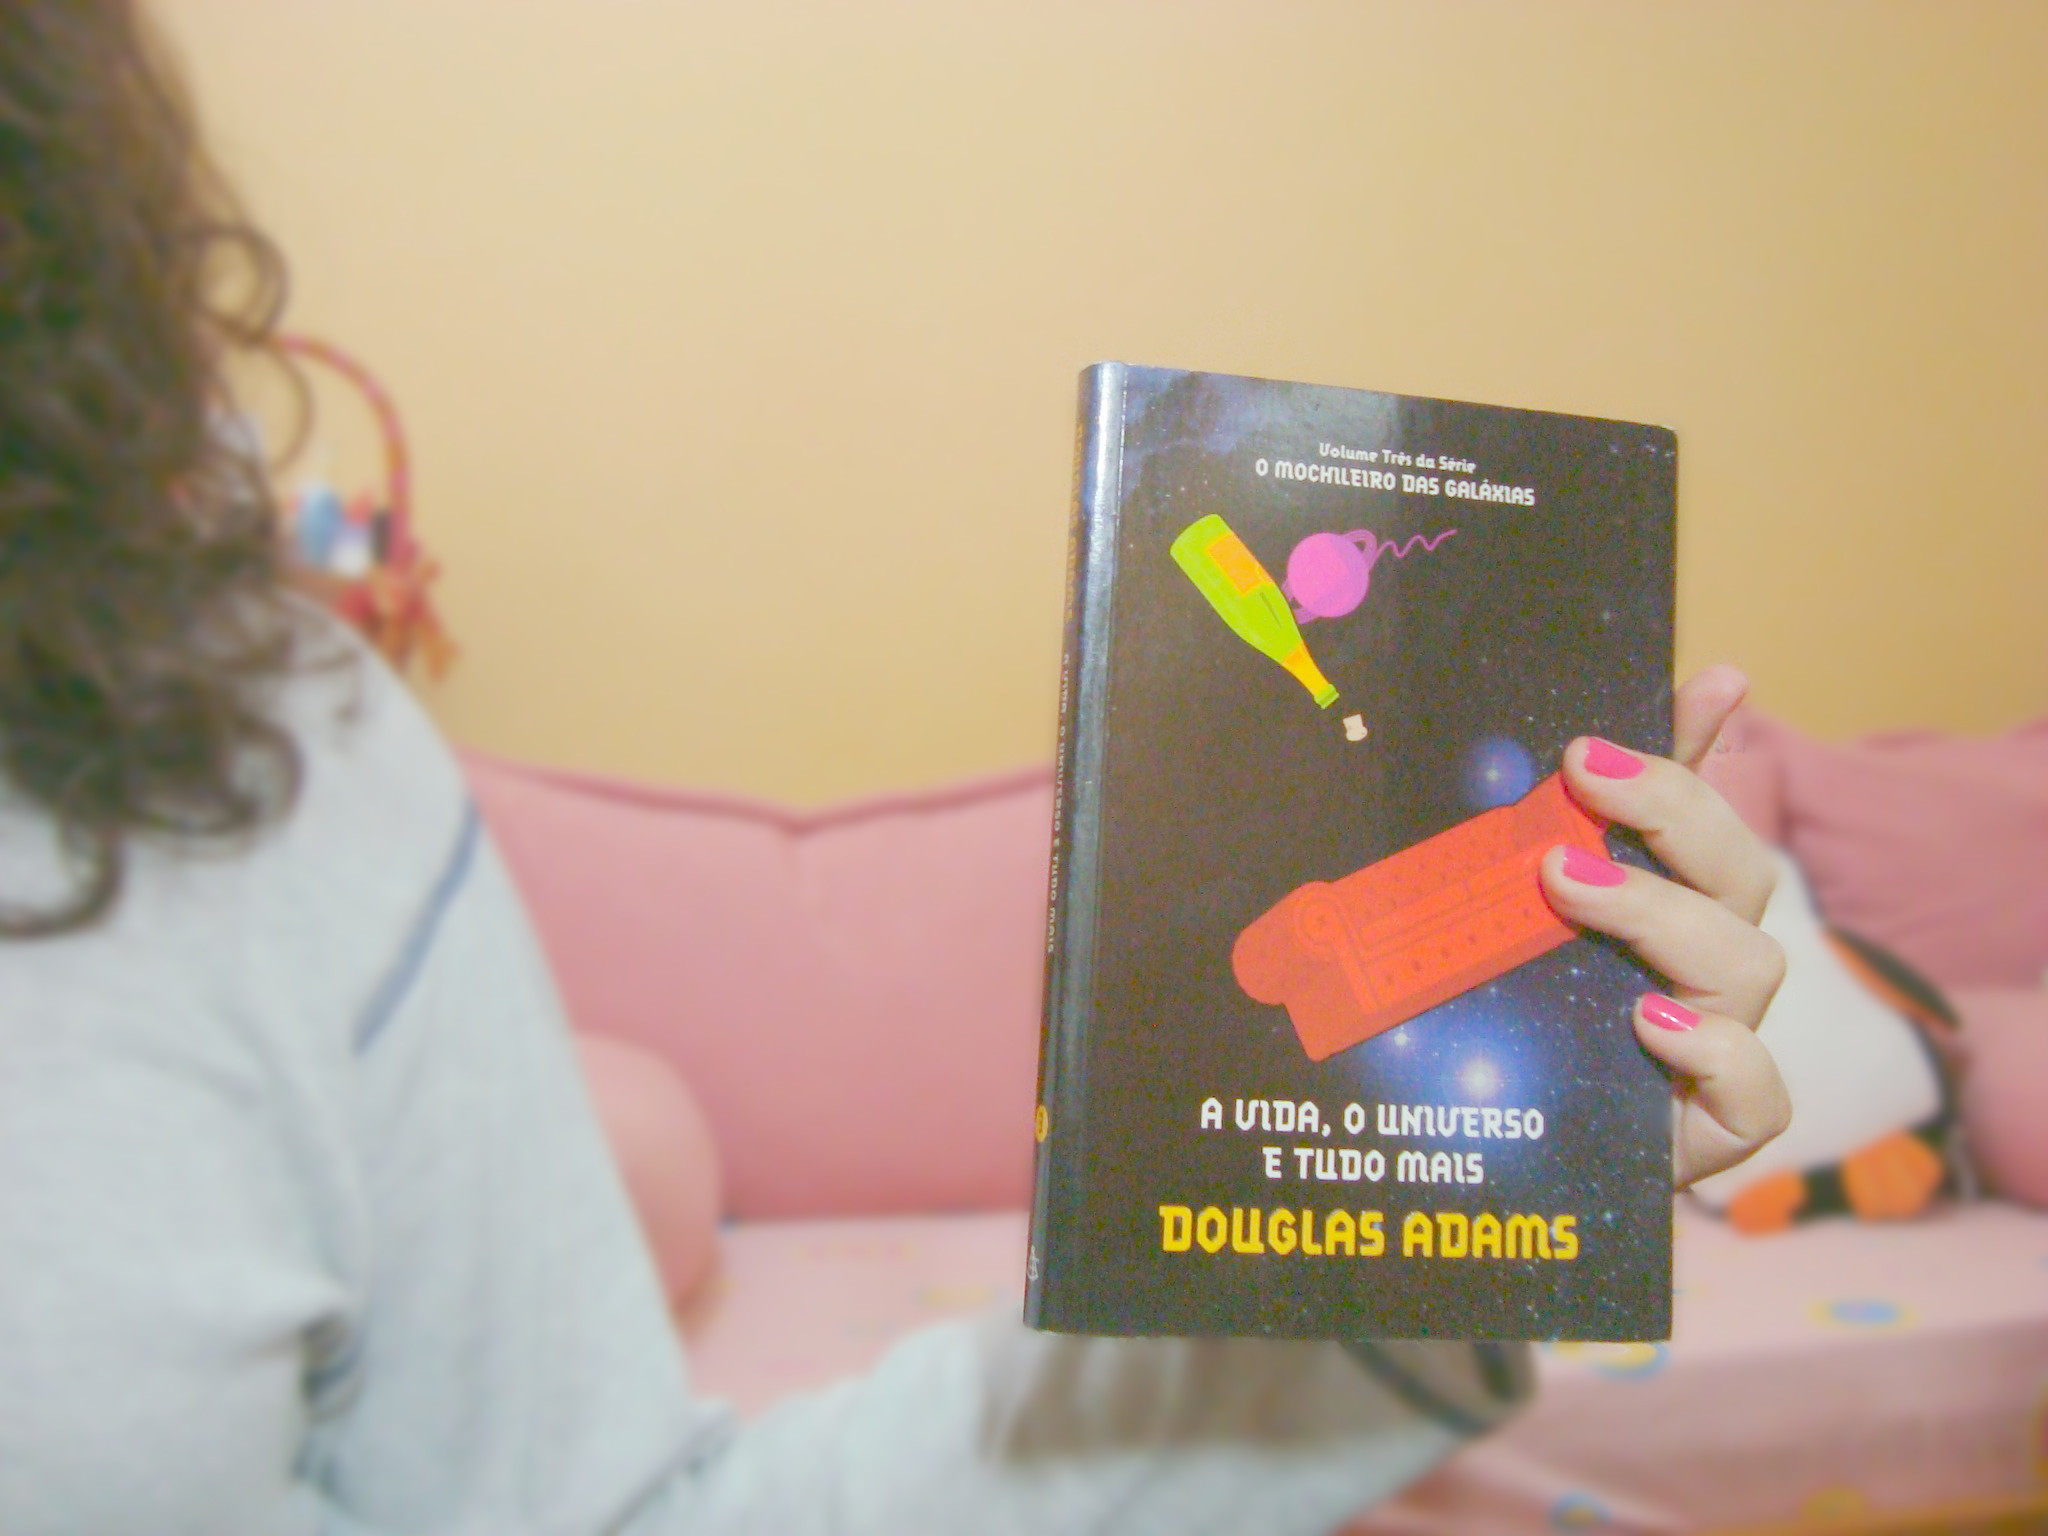 Volume Três da Série
O MOCHILEIRO DAS GALÁXIAS
A VIDA, O UNIVERSO
E TUDO MAIS
DOUGLAS ADAMS
DOUGLAS ADAMS A VIDA, O UNIVERSO E TUDO MAIS